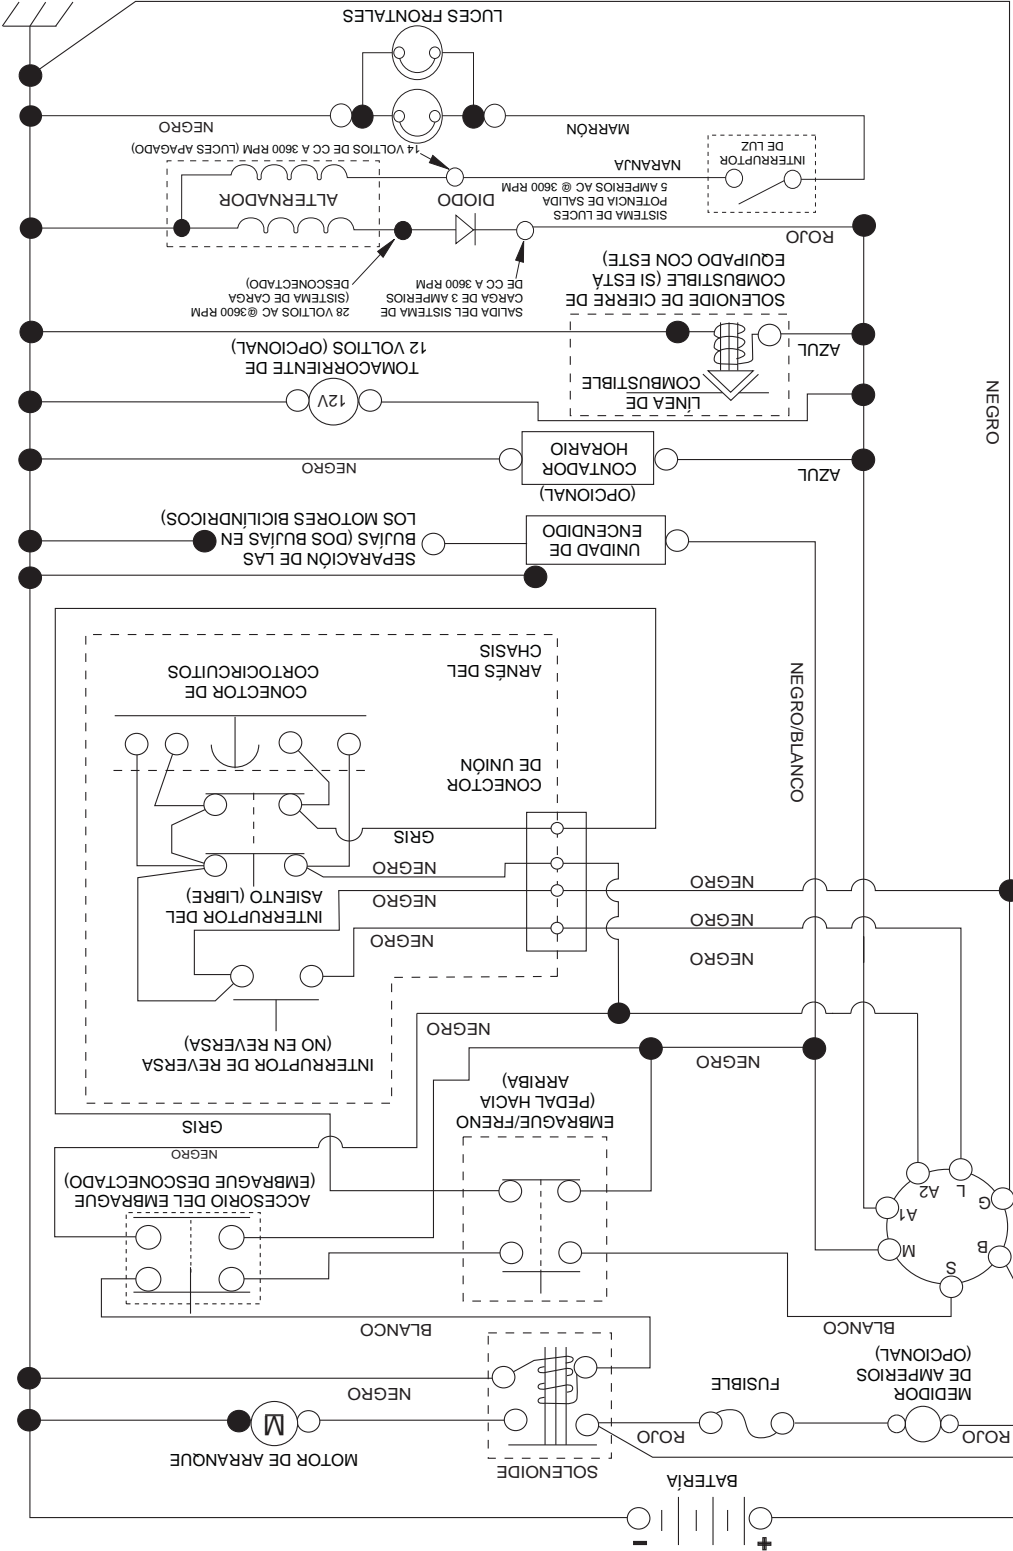 BATERÍA
+
-
SOLENOIDE
MOTOR DE ARRANQUE
ROJO
MEDIDOR
DE AMPERIOS
(OPCIONAL)
FUSIBLE
ROJO
M
NEGRO
BLANCO
BLANCO
S
B
G
L
A2
A1
M
ACCESORIO DEL EMBRAGUE
(EMBRAGUE DESCONECTADO)
NEGRO
GRIS
EMBRAGUE/FRENO
(PEDAL HACIA
ARRIBA)
NEGRO
NEGRO
INTERRUPTOR DE REVERSA
(NO EN REVERSA)
NEGRO
NEGRO
NEGRO
NEGRO
NEGRO
NEGRO
GRIS
INTERRUPTOR DEL
ASIENTO (LIBRE)
CONECTOR
DE UNIÓN
NEGRO/BLANCO
CONECTOR DE
CORTOCIRCUITOS
ARNÉS DEL
CHASIS
UNIDAD DE
ENCENDIDO
SEPARACIÓN DE LAS
BUJÍAS (DOS BUJÍAS EN
LOS MOTORES BICILÍNDRICOS)
(OPCIONAL)
CONTADOR
HORARIO
AZUL
NEGRO
NEGRO
12V
TOMACORRIENTE DE
12 VOLTIOS (OPCIONAL)
LÍNEA DE
COMBUSTIBLE
AZUL
SOLENOIDE DE CIERRE DE
COMBUSTIBLE (SI ESTÁ
EQUIPADO CON ESTE)
SALIDA DEL SISTEMA DE
CARGA DE 3 AMPERIOS
DE CC A 3600 RPM
28 VOLTIOS AC @3600 RPM
(SISTEMA DE CARGA
DESCONECTADO)
ROJO
SISTEMA DE LUCES
POTENCIA DE SALIDA
5 AMPERIOS AC @ 3600 RPM
DIODO
ALTERNADOR
NARANJA
INTERRUPTOR
DE LUZ
14 VOLTIOS DE CC A 3600 RPM (LUCES APAGADO)
MARRÓN
NEGRO
LUCES FRONTALES